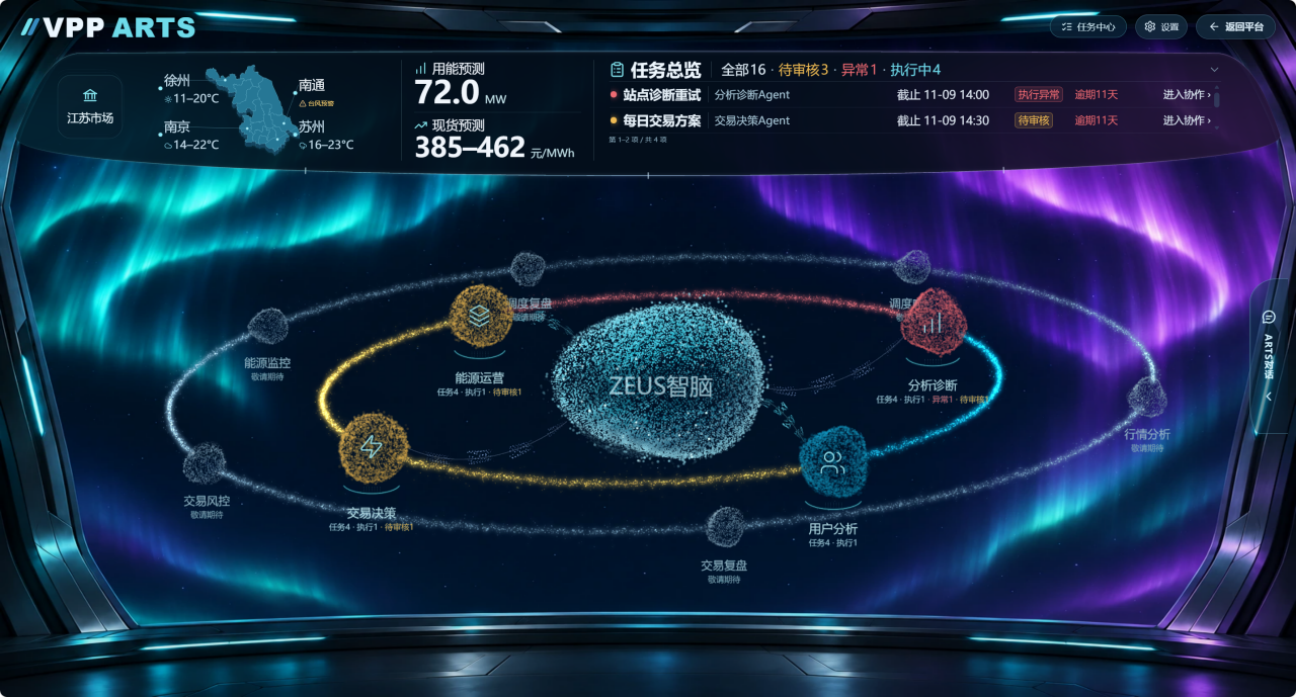 VPP ARTS
任务中心
设置
返回平台
江苏市场
徐州
11–20°C
南京
14–22°C
南通
台风预警
苏州
16–23°C
用能预测
72.0 MW
现货预测
385–462 元/MWh
任务总览 全部16 · 待审核3 · 异常1 · 执行中4
站点诊断重试 分析诊断Agent 截止 11-09 14:00 执行异常 逾期11天 进入协作 ›
每日交易方案 交易决策Agent 截止 11-09 14:30 待审核 逾期11天 进入协作 ›
第 1–2 项 / 共 4 项
调度复盘
敬请期待
调度
能源监控
敬请期待
能源运营
任务4 · 执行1 · 待审核1
ZEUS智脑
分析诊断
任务4 · 执行1 · 异常1 · 待审核1
ARTS对话
行情分析
敬请期待
交易风控
敬请期待
交易决策
任务4 · 执行1 · 待审核1
用户分析
任务4 · 执行1
交易复盘
敬请期待